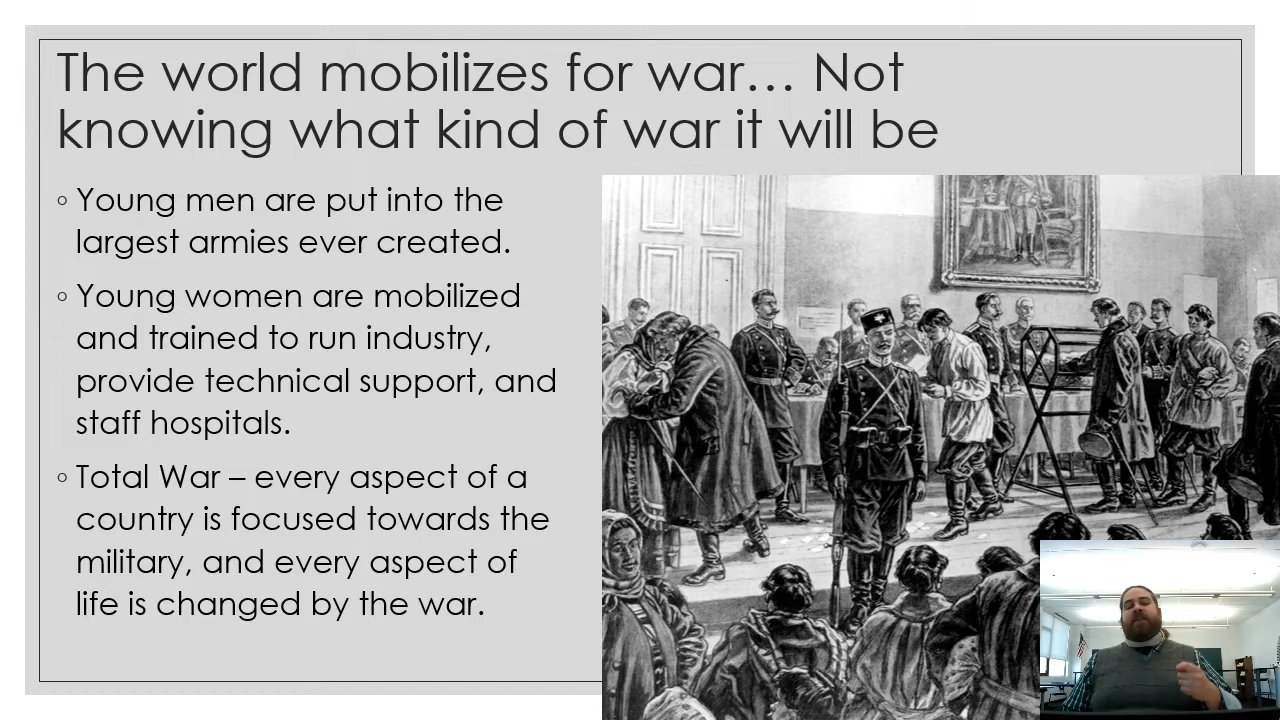 The world mobilizes for war… Not
knowing what kind of war it will be
◦ Young men are put into the
largest armies ever created.
◦ Young women are mobilized
and trained to run industry,
provide technical support, and
staff hospitals.
◦ Total War – every aspect of a
country is focused towards the
military, and every aspect of
life is changed by the war.